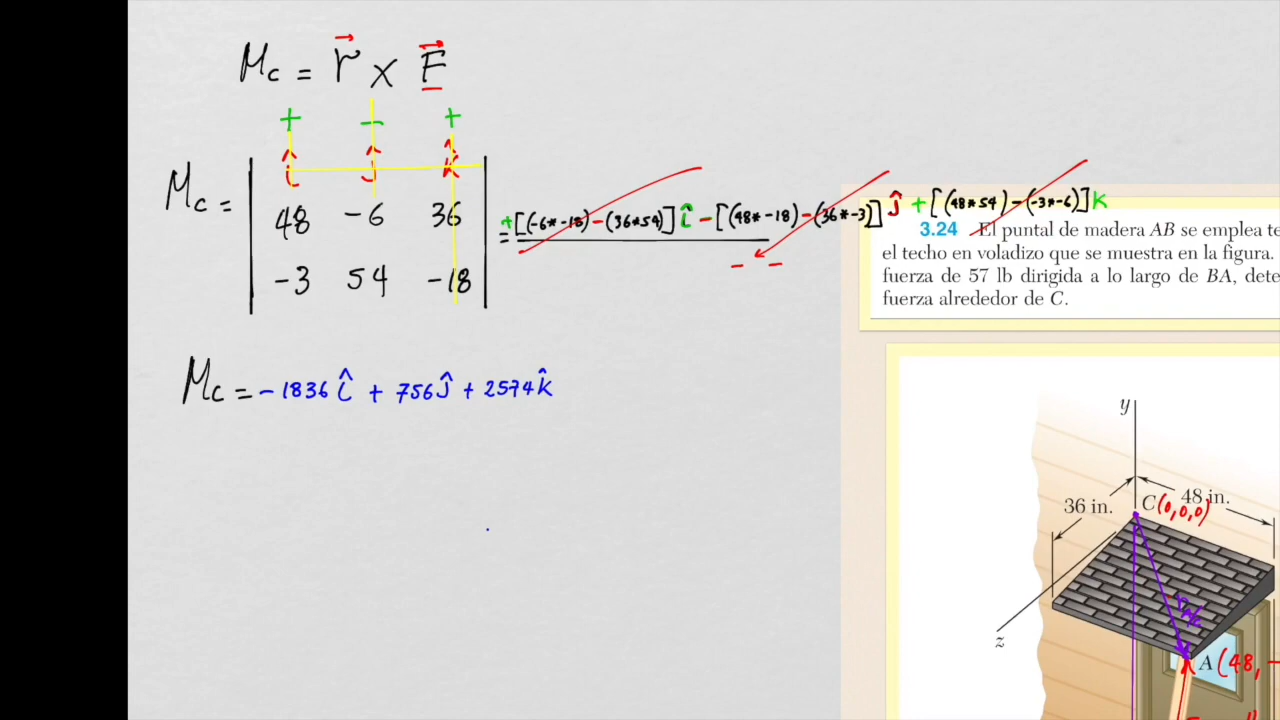 Mc = r x F
+ − +
Mc = | î ĵ k̂ |
48 -6 36
-3 54 -18
= +[(-6*-18)-(36*54)] î -[(48*-18)-(36*-3)] ĵ +[(48*54)-(-3*-6)]k
− −
Mc = -1836 î + 756 ĵ + 2574 k̂
3.24 El puntal de madera AB se emplea te
el techo en voladizo que se muestra en la figura.
fuerza de 57 lb dirigida a lo largo de BA, dete
fuerza alrededor de C.
y
36 in.
48 in.
C(0,0,0)
z
A(48, -